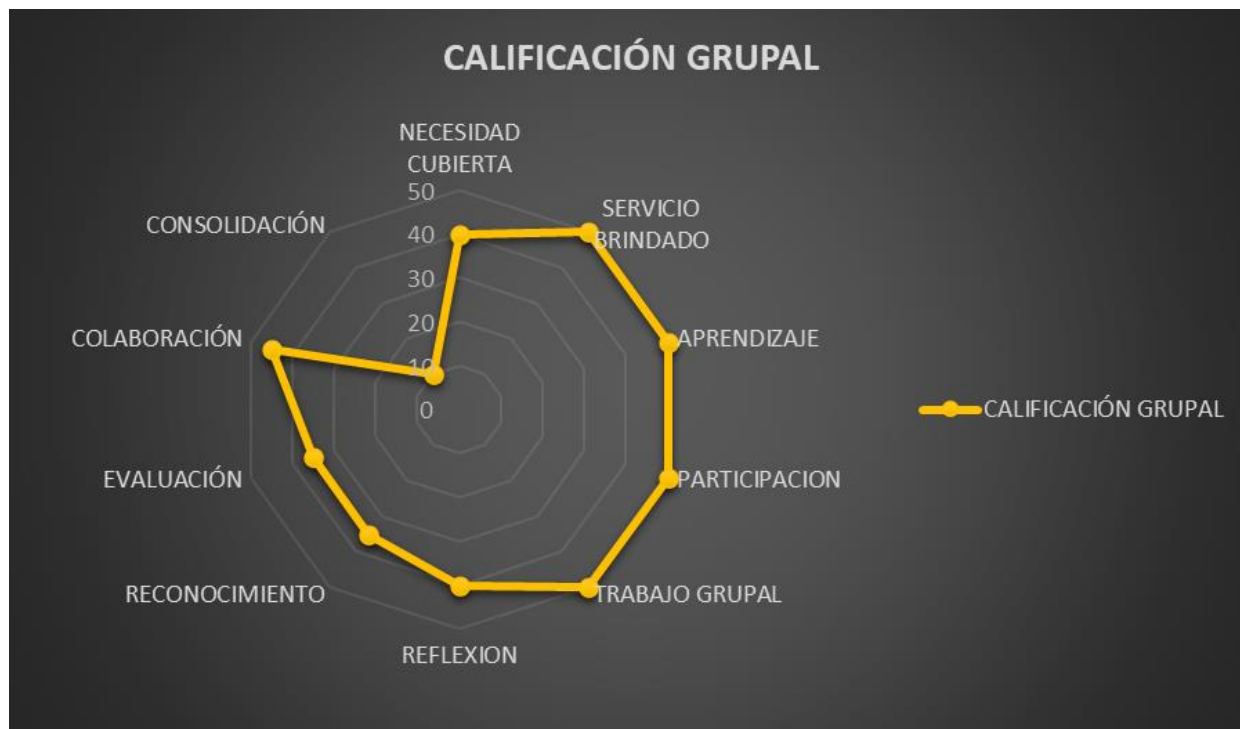 CALIFICACIÓN GRUPAL
NECESIDAD
CUBIERTA
SERVICIO
BRINDADO
APRENDIZAJE
PARTICIPACION
TRABAJO GRUPAL
REFLEXION
RECONOCIMIENTO
EVALUACIÓN
COLABORACIÓN
CONSOLIDACIÓN
50
40
30
20
10
0
CALIFICACIÓN GRUPAL